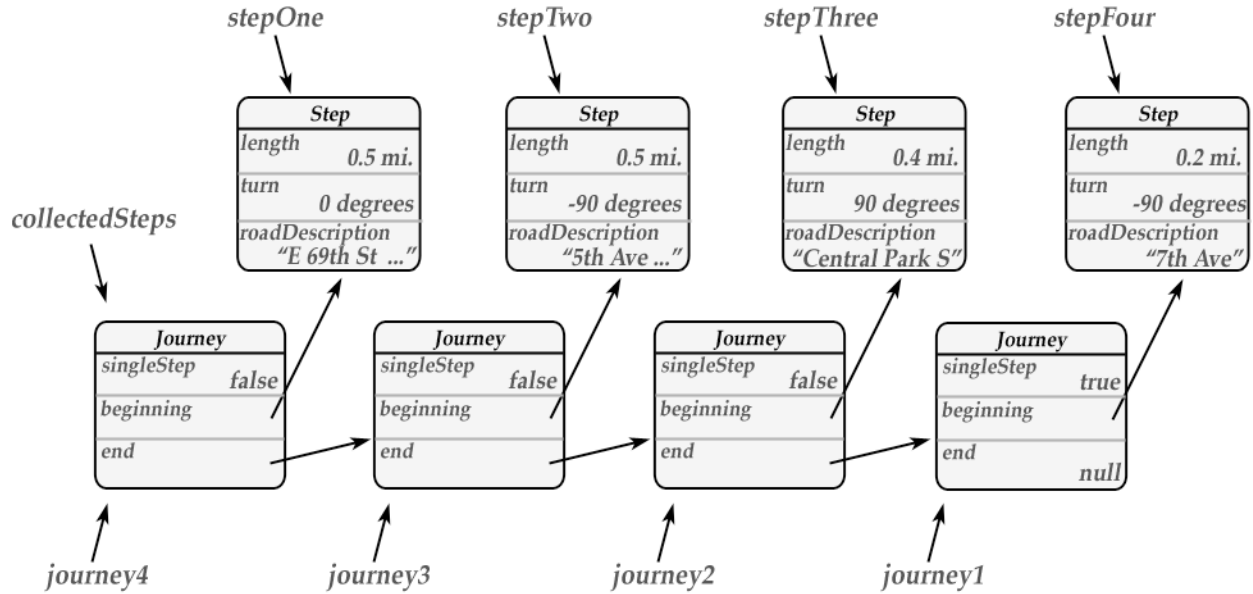 stepOne
stepTwo
stepThree
stepFour
Step
length
0.5 mi.
turn
0 degrees
roadDescription
“E 69th St ...”
Step
length
0.5 mi.
turn
-90 degrees
roadDescription
“5th Ave ...”
Step
length
0.4 mi.
turn
90 degrees
roadDescription
“Central Park S”
Step
length
0.2 mi.
turn
-90 degrees
roadDescription
“7th Ave”
collectedSteps
Journey
singleStep
false
beginning
end
Journey
singleStep
false
beginning
end
Journey
singleStep
false
beginning
end
Journey
singleStep
true
beginning
end
null
journey4
journey3
journey2
journey1